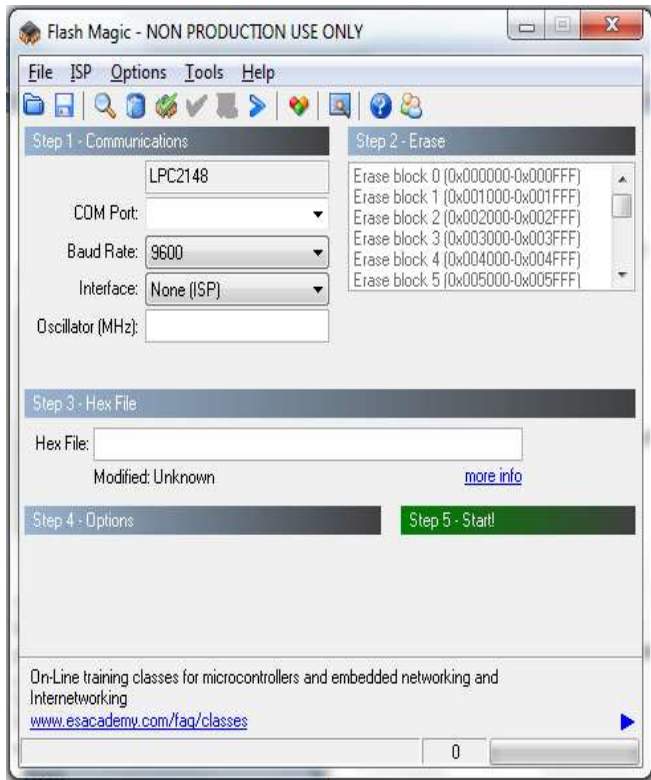 Flash Magic - NON PRODUCTION USE ONLY
File ISP Options Tools Help
Step 1 - Communications
LPC2148
COM Port:
Baud Rate: 9600
Interface: None (ISP)
Oscillator (MHz):
Step 2 - Erase
Erase block 0 (0x000000-0x000FFF)
Erase block 1 (0x001000-0x001FFF)
Erase block 2 (0x002000-0x002FFF)
Erase block 3 (0x003000-0x003FFF)
Erase block 4 (0x004000-0x004FFF)
Erase block 5 (0x005000-0x005FFF)
Step 3 - Hex File
Hex File:
Modified: Unknown more info
Step 4 - Options
Step 5 - Start!
On-Line training classes for microcontrollers and embedded networking and
Internetworking
www.esacademy.com/faq/classes
0